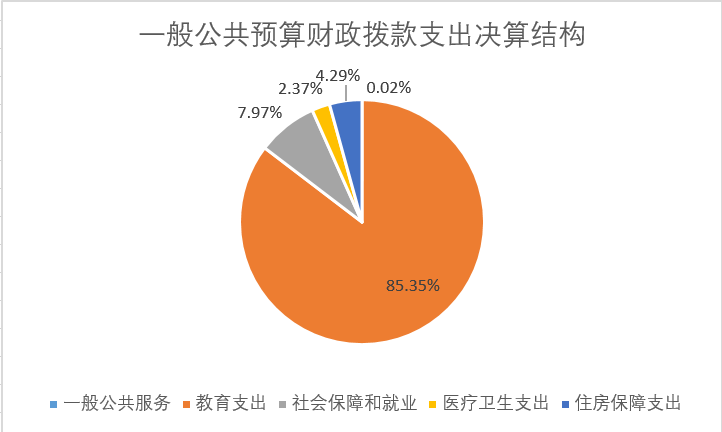 一般公共预算财政拨款支出决算结构
4.29%
0.02%
2.37%
7.97%
85.35%
一般公共服务 教育支出 社会保障和就业 医疗卫生支出 住房保障支出